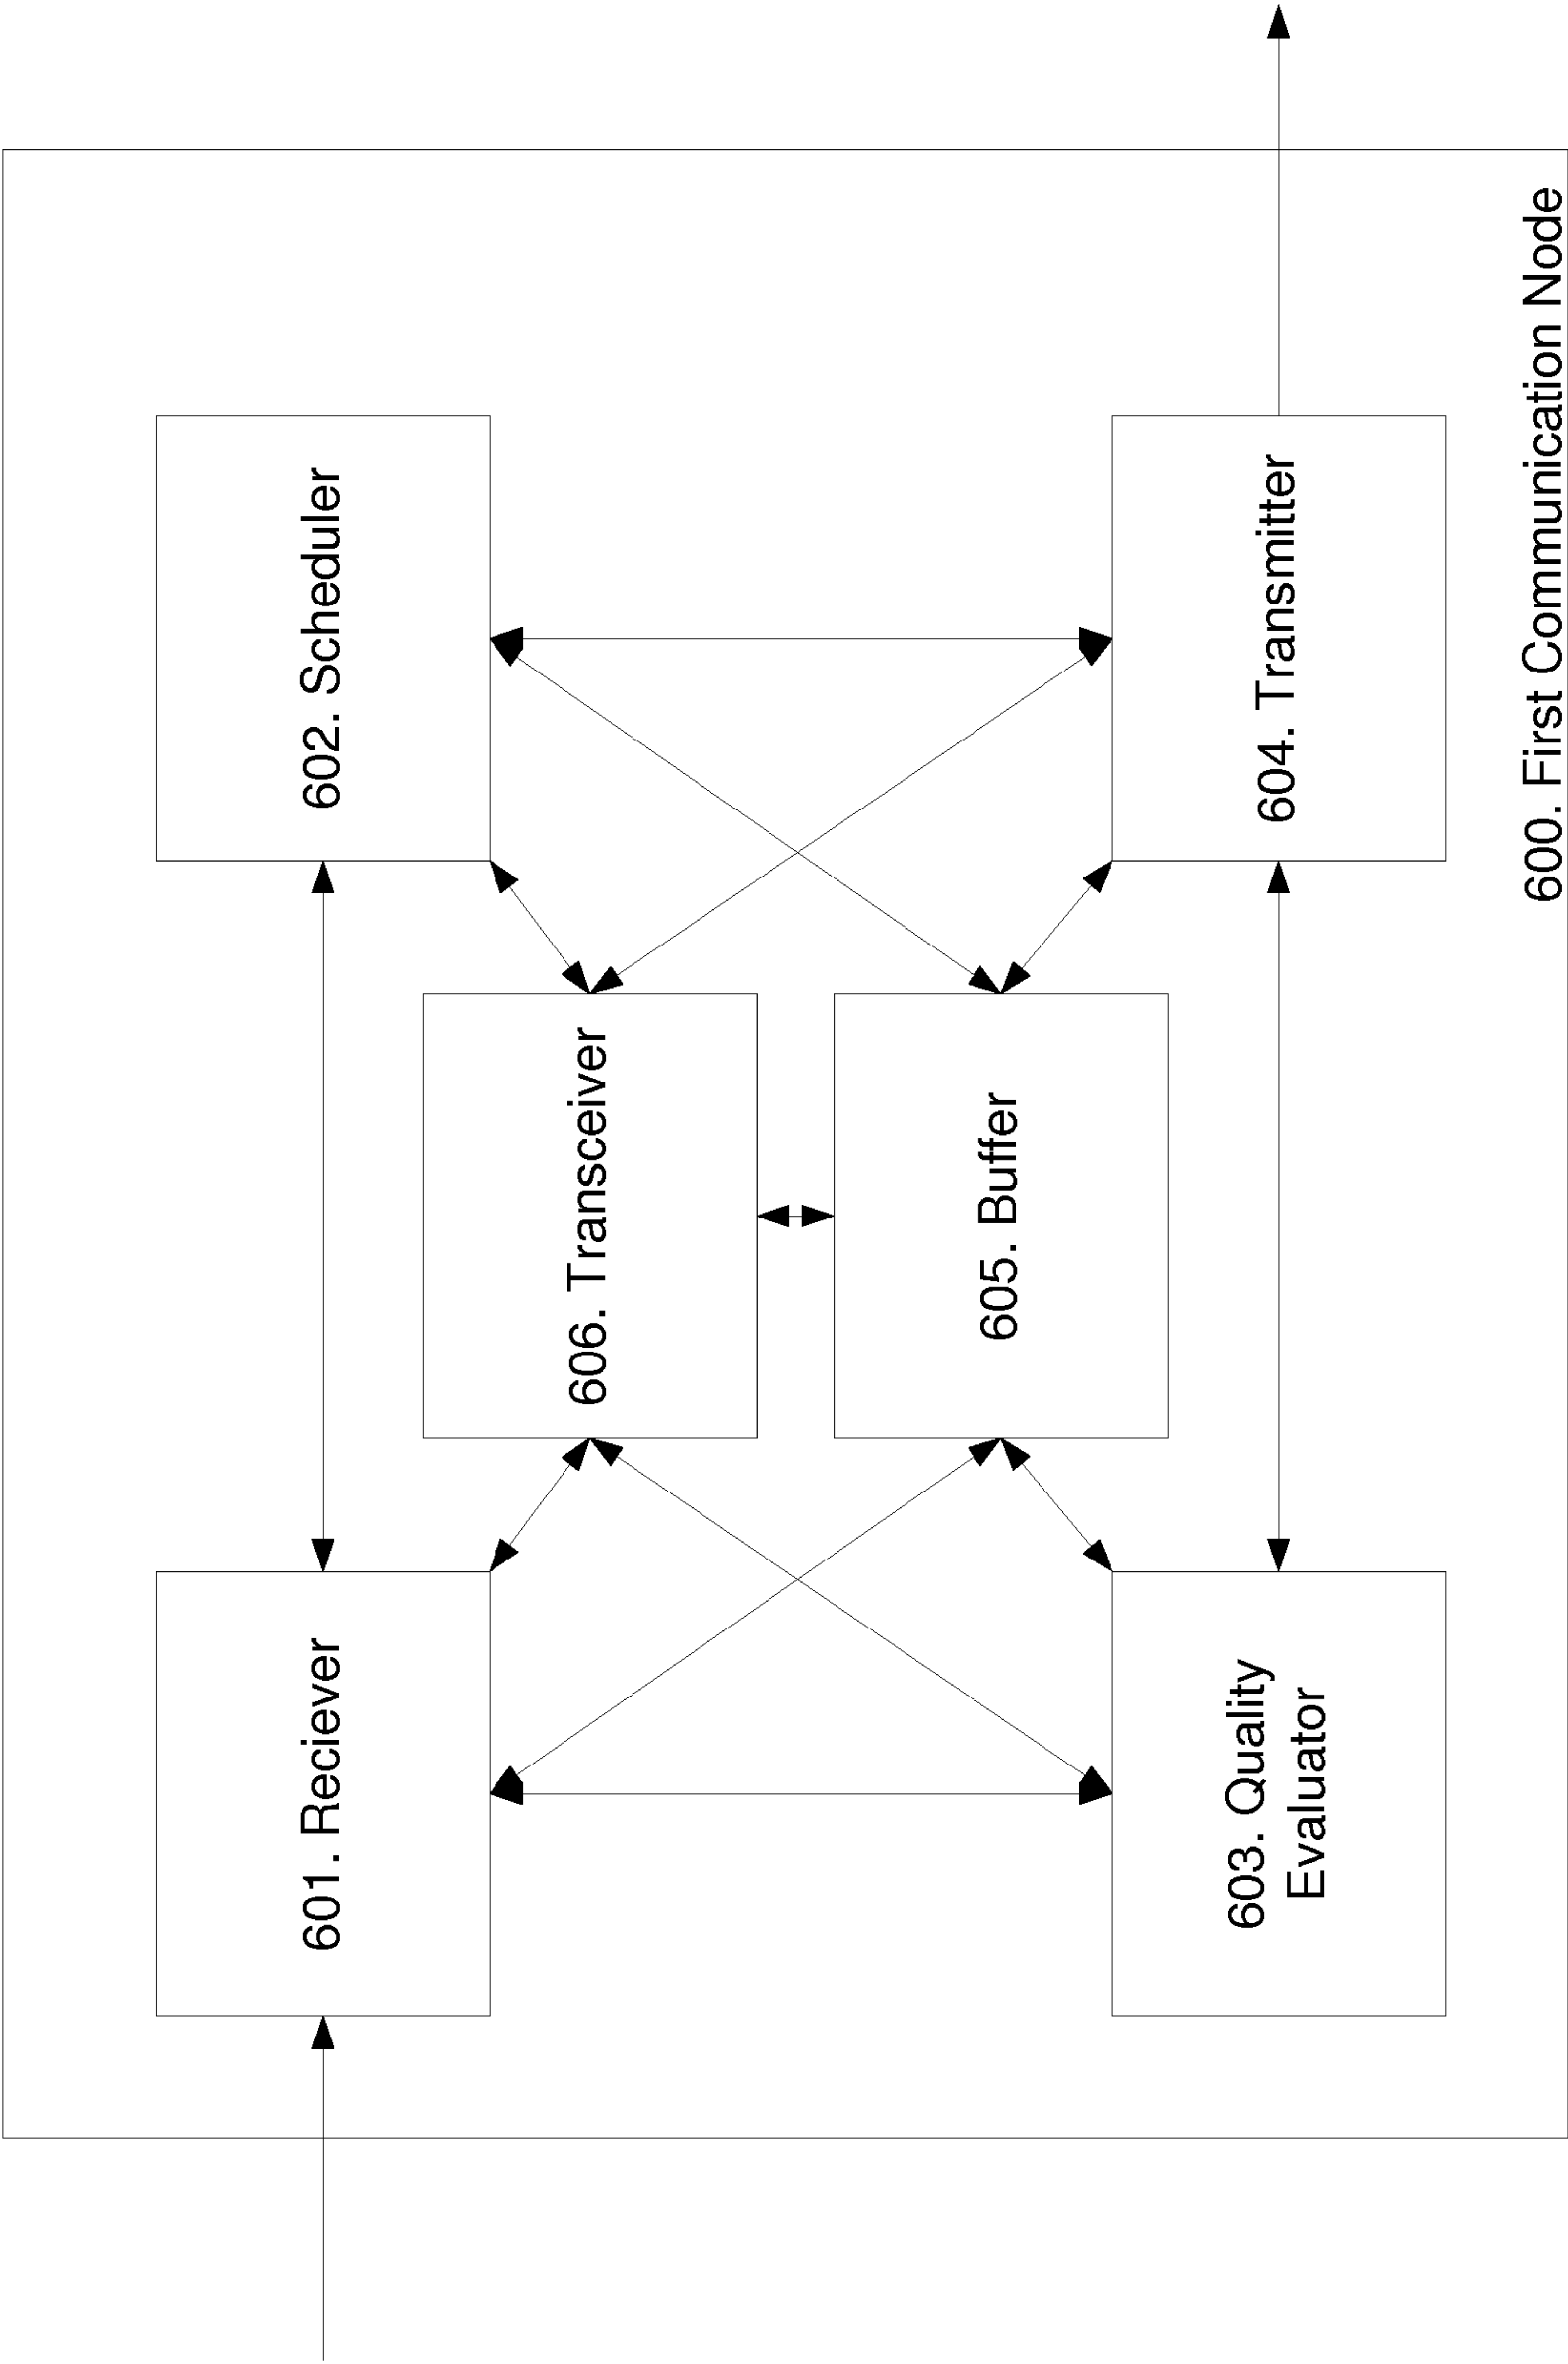 601. Reciever
602. Scheduler
606. Transceiver
605. Buffer
603. Quality
Evaluator
604. Transmitter
600. First Communication Node